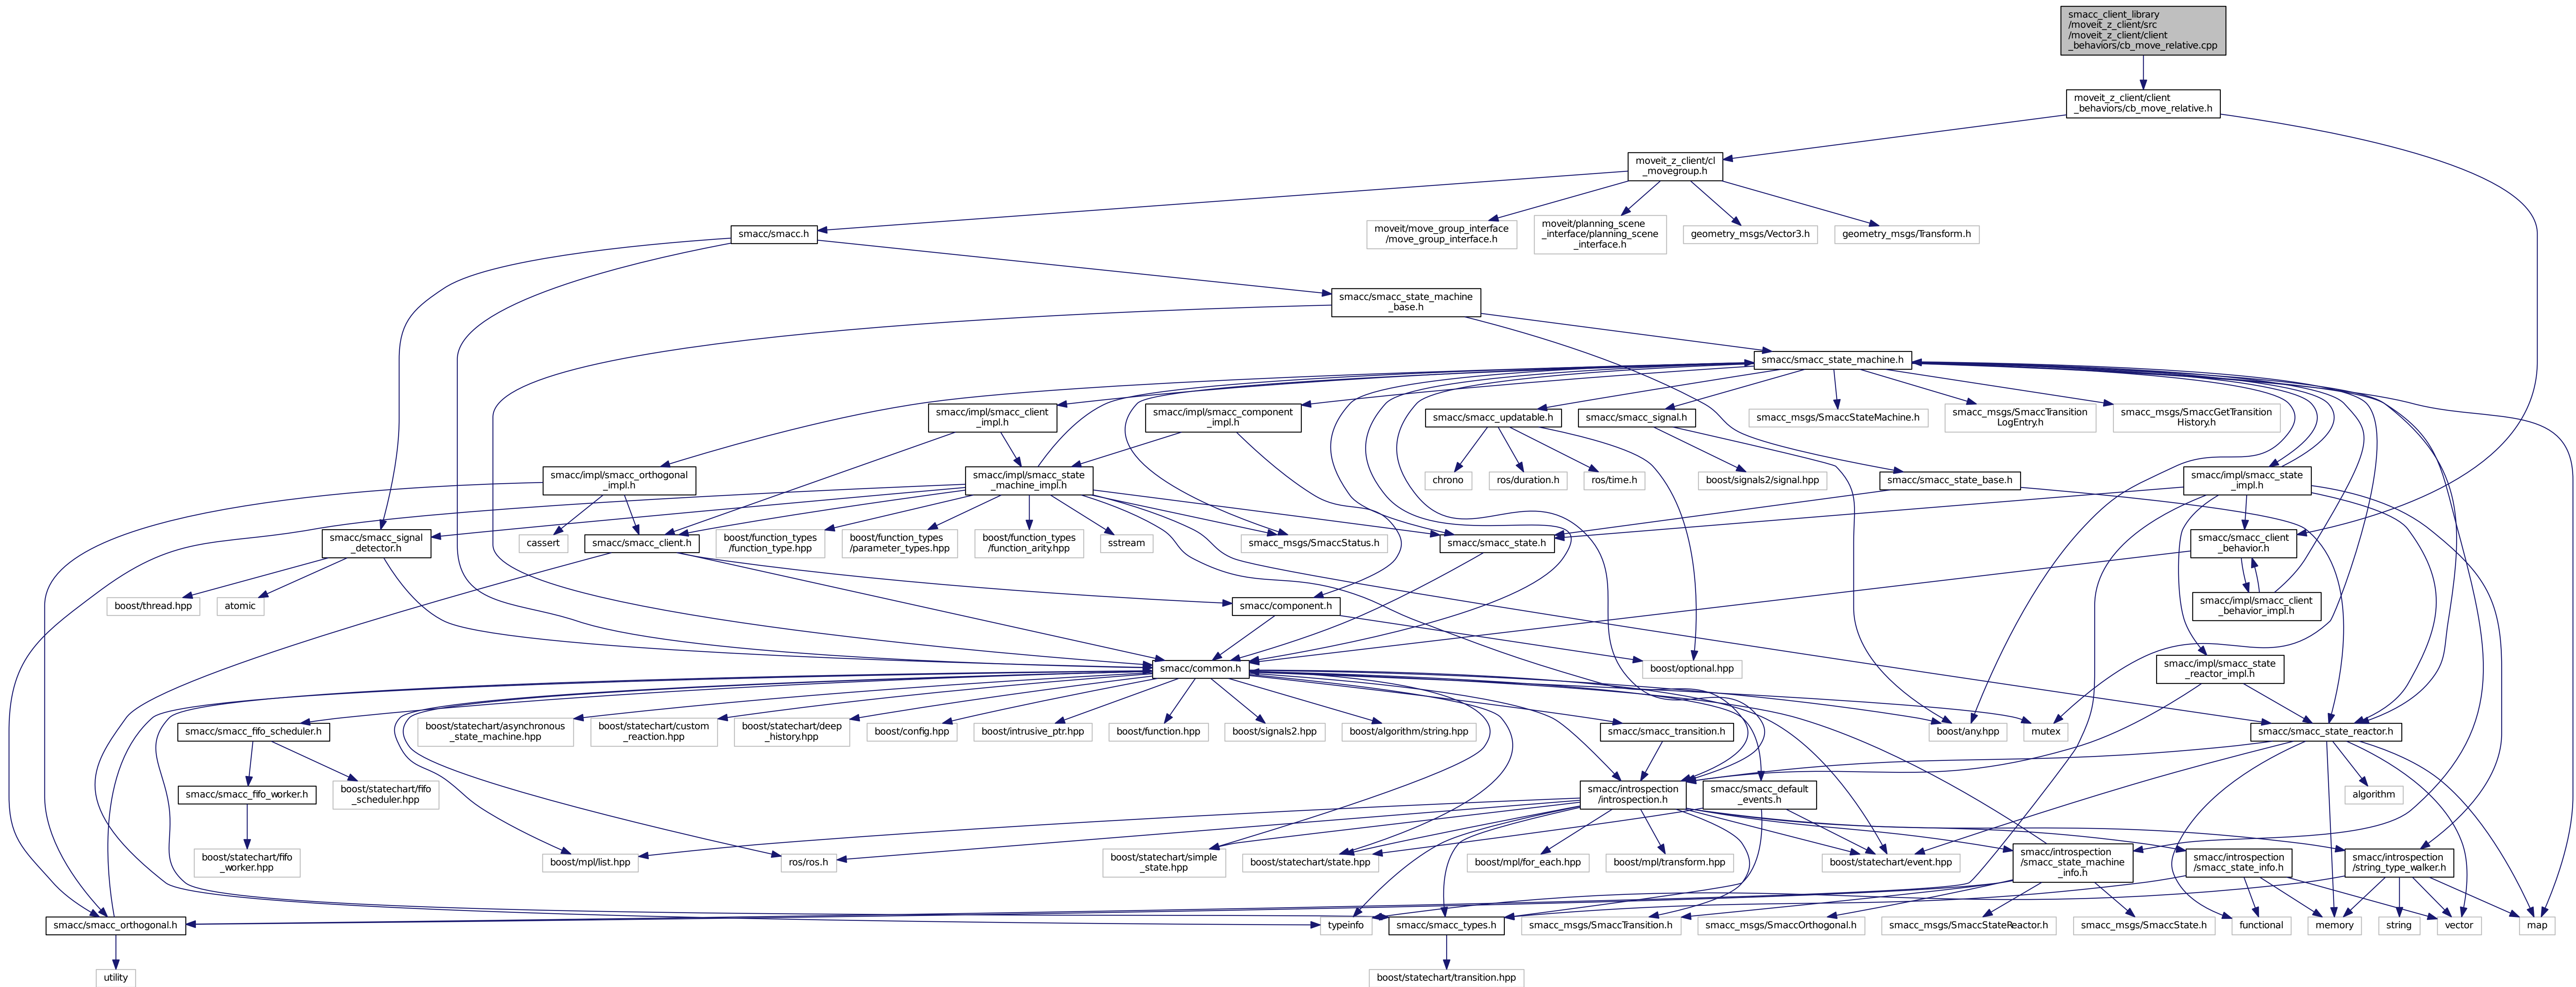 smacc_client_library
/moveit_z_client/src
/moveit_z_client/client
_behaviors/cb_move_relative.cpp
moveit_z_client/client
_behaviors/cb_move_relative.h
moveit_z_client/cl
_movegroup.h
smacc/smacc.h
moveit/move_group_interface
/move_group_interface.h
moveit/planning_scene
_interface/planning_scene
_interface.h
geometry_msgs/Vector3.h
geometry_msgs/Transform.h
smacc/smacc_state_machine
_base.h
smacc/smacc_state_machine.h
smacc/impl/smacc_client
_impl.h
smacc/impl/smacc_component
_impl.h
smacc/smacc_updatable.h
smacc/smacc_signal.h
smacc_msgs/SmaccStateMachine.h
smacc_msgs/SmaccTransition
LogEntry.h
smacc_msgs/SmaccGetTransition
History.h
smacc/impl/smacc_orthogonal
_impl.h
smacc/impl/smacc_state
_machine_impl.h
chrono
ros/duration.h
ros/time.h
boost/signals2/signal.hpp
smacc/smacc_state_base.h
smacc/impl/smacc_state
_impl.h
smacc/smacc_signal
_detector.h
cassert
smacc/smacc_client.h
boost/function_types
/function_type.hpp
boost/function_types
/parameter_types.hpp
boost/function_types
/function_arity.hpp
sstream
smacc_msgs/SmaccStatus.h
smacc/smacc_state.h
smacc/smacc_client
_behavior.h
boost/thread.hpp
atomic
smacc/component.h
smacc/impl/smacc_client
_behavior_impl.h
smacc/common.h
boost/optional.hpp
smacc/impl/smacc_state
_reactor_impl.h
smacc/smacc_fifo_scheduler.h
boost/statechart/asynchronous
_state_machine.hpp
boost/statechart/custom
_reaction.hpp
boost/statechart/deep
_history.hpp
boost/config.hpp
boost/intrusive_ptr.hpp
boost/function.hpp
boost/signals2.hpp
boost/algorithm/string.hpp
smacc/smacc_transition.h
boost/any.hpp
mutex
smacc/smacc_state_reactor.h
smacc/smacc_fifo_worker.h
boost/statechart/fifo
_scheduler.hpp
smacc/introspection
/introspection.h
smacc/smacc_default
_events.h
algorithm
boost/statechart/fifo
_worker.hpp
boost/mpl/list.hpp
ros/ros.h
boost/statechart/simple
_state.hpp
boost/statechart/state.hpp
boost/mpl/for_each.hpp
boost/mpl/transform.hpp
boost/statechart/event.hpp
smacc/introspection
/smacc_state_machine
_info.h
smacc/introspection
/smacc_state_info.h
smacc/introspection
/string_type_walker.h
smacc/smacc_orthogonal.h
typeinfo
smacc/smacc_types.h
smacc_msgs/SmaccTransition.h
smacc_msgs/SmaccOrthogonal.h
smacc_msgs/SmaccStateReactor.h
smacc_msgs/SmaccState.h
functional
memory
string
vector
map
utility
boost/statechart/transition.hpp